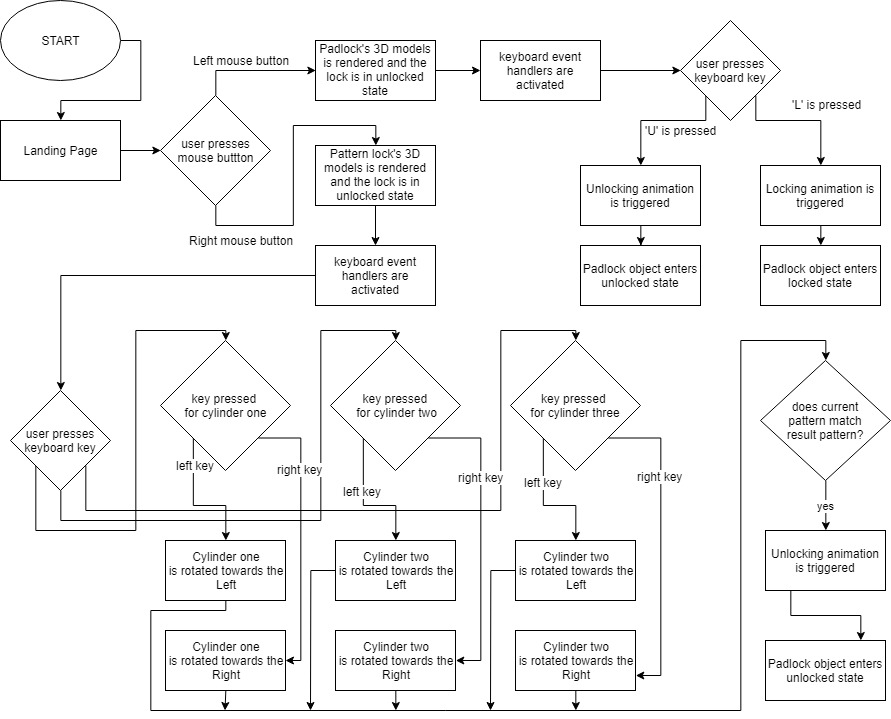 START
Landing Page
user presses
mouse buttton
Left mouse button
Right mouse button
Padlock's 3D models
is rendered and the
lock is in unlocked
state
keyboard event
handlers are
activated
user presses
keyboard key
'U' is pressed
'L' is pressed
Unlocking animation
is triggered
Locking animation is
triggered
Padlock object enters
unlocked state
Padlock object enters
locked state
Pattern lock's 3D
models is rendered
and the lock is in
unlocked state
keyboard event
handlers are
activated
user presses
keyboard key
key pressed
for cylinder one
left key
right key
key pressed
for cylinder two
left key
right key
key pressed
for cylinder three
left key
right key
Cylinder one
is rotated towards the
Left
Cylinder two
is rotated towards the
Left
Cylinder two
is rotated towards the
Left
Cylinder one
is rotated towards the
Right
Cylinder two
is rotated towards the
Right
Cylinder two
is rotated towards the
Right
does current
pattern match
result pattern?
yes
Unlocking animation
is triggered
Padlock object enters
unlocked state